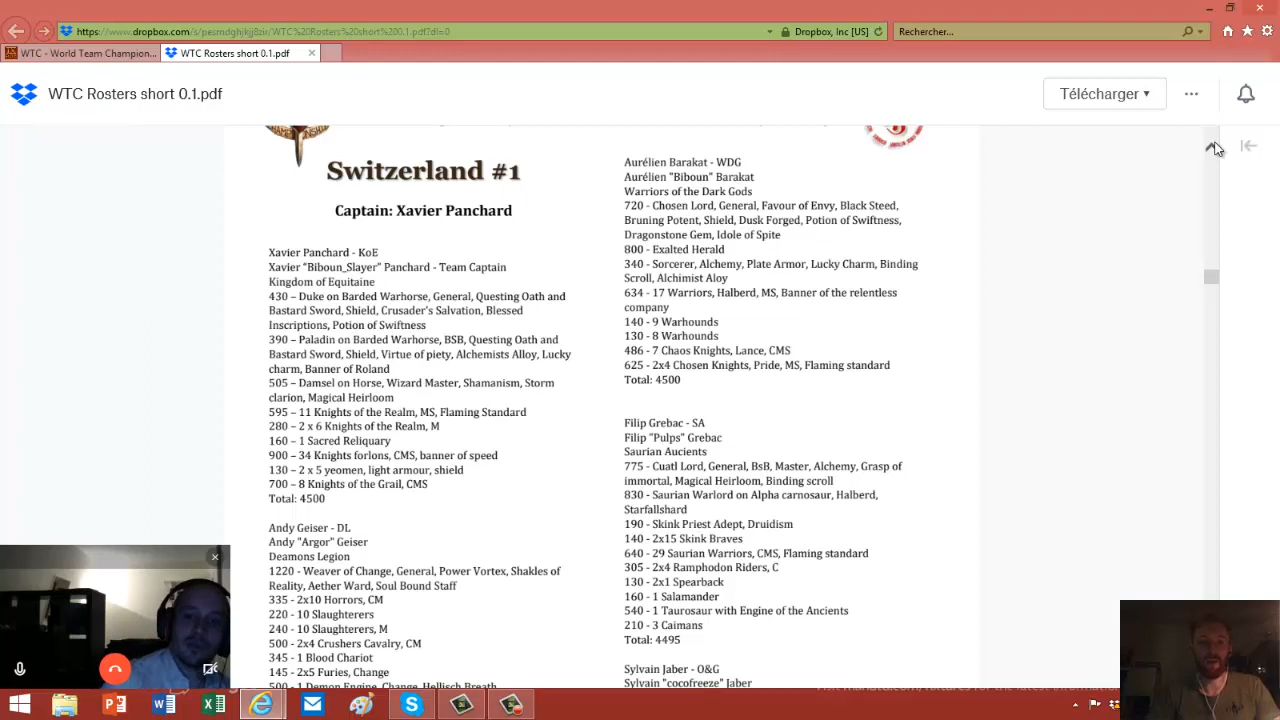 https://www.dropbox.com/s/pesmdghjkjj8zir/WTC%20Rosters%20short%200.1.pdf?dl=0
Dropbox, Inc [US]
Rechercher...
WTC - World Team Champion...
WTC Rosters short 0.1.pdf
WTC Rosters short 0.1.pdf
Télécharger
Switzerland #1
Captain: Xavier Panchard
Xavier Panchard - KoE
Xavier “Biboun_Slayer” Panchard - Team Captain
Kingdom of Equitaine
430 – Duke on Barded Warhorse, General, Questing Oath and
Bastard Sword, Shield, Crusader's Salvation, Blessed
Inscriptions, Potion of Swiftness
390 – Paladin on Barded Warhorse, BSB, Questing Oath and
Bastard Sword, Shield, Virtue of piety, Alchemists Alloy, Lucky
charm, Banner of Roland
505 – Damsel on Horse, Wizard Master, Shamanism, Storm
clarion, Magical Heirloom
595 – 11 Knights of the Realm, MS, Flaming Standard
280 – 2 x 6 Knights of the Realm, M
160 – 1 Sacred Reliquary
900 – 34 Knights forlons, CMS, banner of speed
130 – 2 x 5 yeomen, light armour, shield
700 – 8 Knights of the Grail, CMS
Total: 4500
Andy Geiser - DL
Andy "Argor" Geiser
Deamons Legion
1220 - Weaver of Change, General, Power Vortex, Shakles of
Reality, Aether Ward, Soul Bound Staff
335 - 2x10 Horrors, CM
220 - 10 Slaughterers
240 - 10 Slaughterers, M
500 - 2x4 Crushers Cavalry, CM
345 - 1 Blood Chariot
145 - 2x5 Furies, Change
500 - 1 Demon Engine, Change, Hellisch Breath
Aurélien Barakat - WDG
Aurélien "Biboun" Barakat
Warriors of the Dark Gods
720 - Chosen Lord, General, Favour of Envy, Black Steed,
Bruning Potent, Shield, Dusk Forged, Potion of Swiftness,
Dragonstone Gem, Idole of Spite
800 - Exalted Herald
340 - Sorcerer, Alchemy, Plate Armor, Lucky Charm, Binding
Scroll, Alchimist Aloy
634 - 17 Warriors, Halberd, MS, Banner of the relentless
company
140 - 9 Warhounds
130 - 8 Warhounds
486 - 7 Chaos Knights, Lance, CMS
625 - 2x4 Chosen Knights, Pride, MS, Flaming standard
Total: 4500
Filip Grebac - SA
Filip "Pulps" Grebac
Saurian Aucients
775 - Cuatl Lord, General, BsB, Master, Alchemy, Grasp of
immortal, Magical Heirloom, Binding scroll
830 - Saurian Warlord on Alpha carnosaur, Halberd,
Starfallshard
190 - Skink Priest Adept, Druidism
140 - 2x15 Skink Braves
640 - 29 Saurian Warriors, CMS, Flaming standard
305 - 2x4 Ramphodon Riders, C
130 - 2x1 Spearback
160 - 1 Salamander
540 - 1 Taurosaur with Engine of the Ancients
210 - 3 Caimans
Total: 4495
Sylvain Jaber - O&G
Sylvain "cocofreeze" Jaber